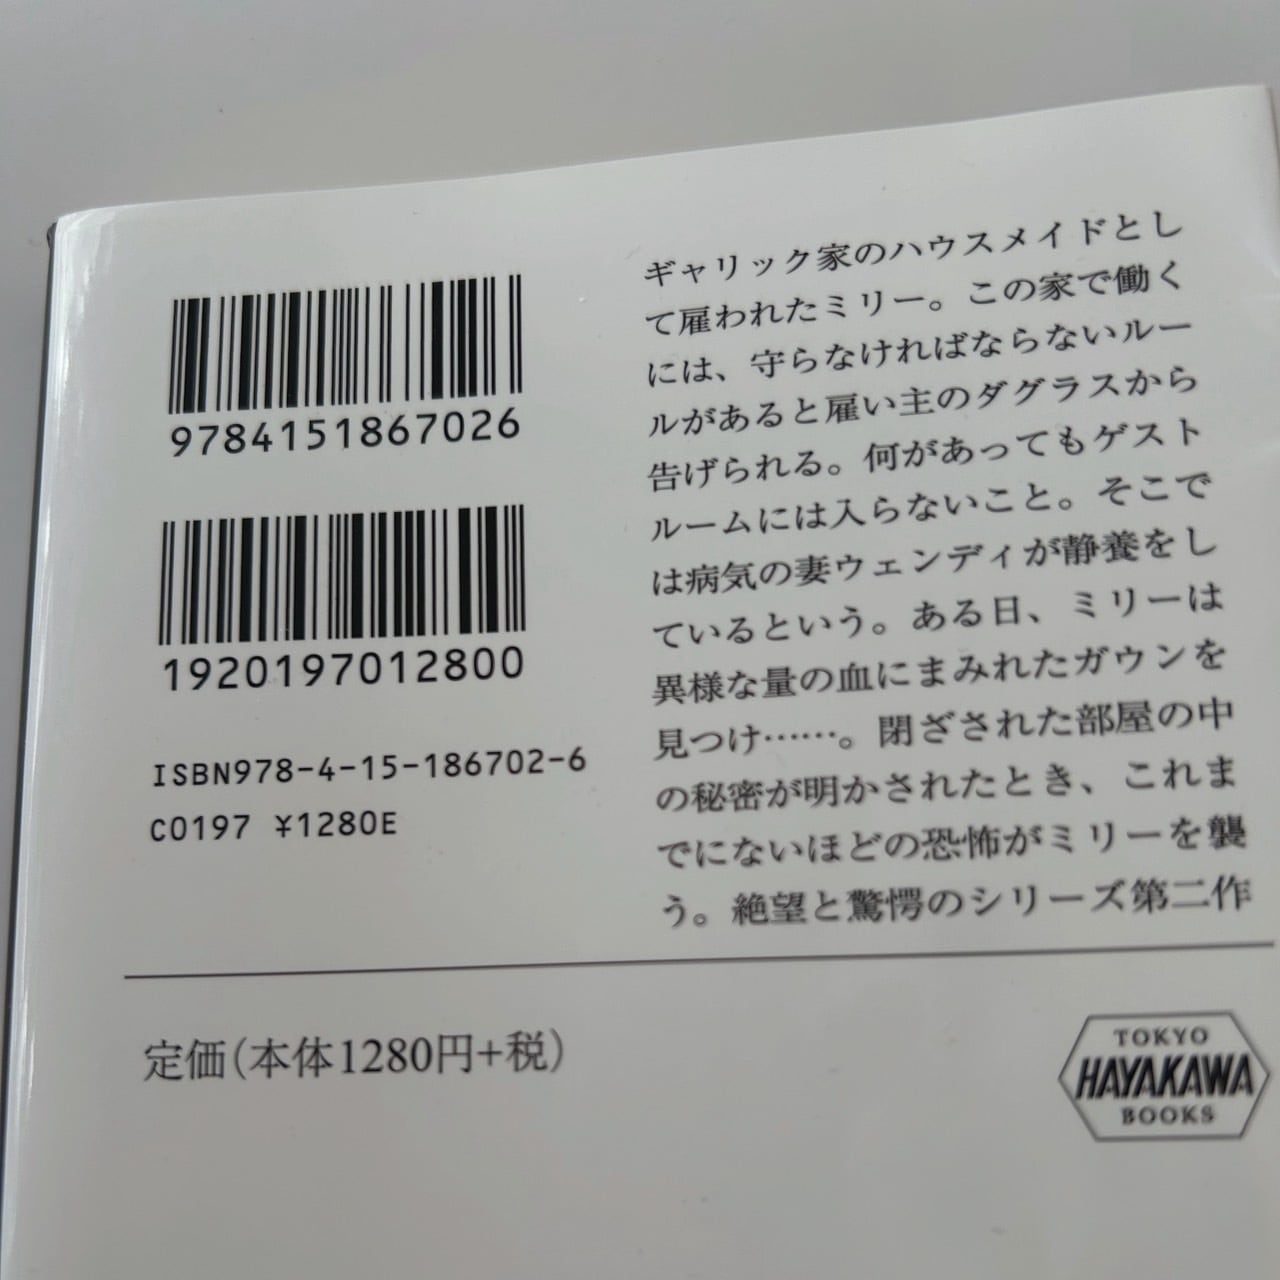 9784151867026
1920197012800
ISBN978-4-15-186702-6
C0197 ¥1280E
ギャリック家のハウスメイドとし
て雇われたミリー。この家で働く
には、守らなければならないルー
ルがあると雇い主のダグラスから
告げられる。何があってもゲスト
ルームには入らないこと。そこで
は病気の妻ウェンディが静養をし
ているという。ある日、ミリーは
異様な量の血にまみれたガウンを
見つけ……。閉ざされた部屋の中
の秘密が明かされたとき、これま
でにないほどの恐怖がミリーを襲
う。絶望と驚愕のシリーズ第二作
定価(本体1280円+税)
TOKYO
HAYAKAWA
BOOKS